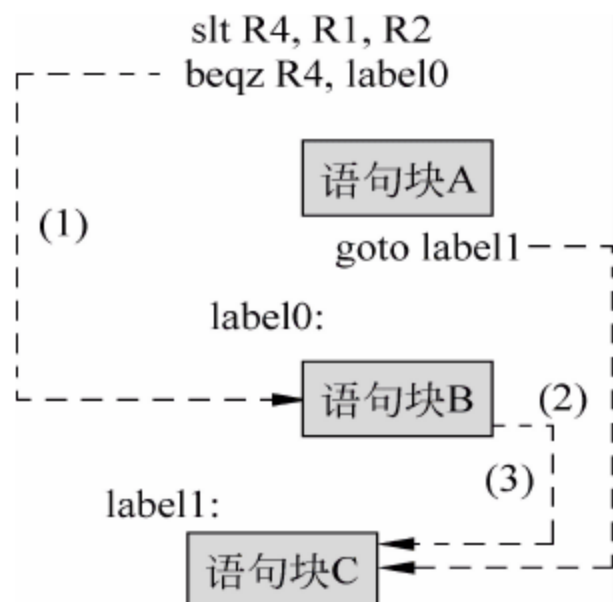 slt R4, R1, R2
beqz R4, label0
语句块A
(1)
goto label1
label0:
语句块B
(2)
(3)
label1:
语句块C